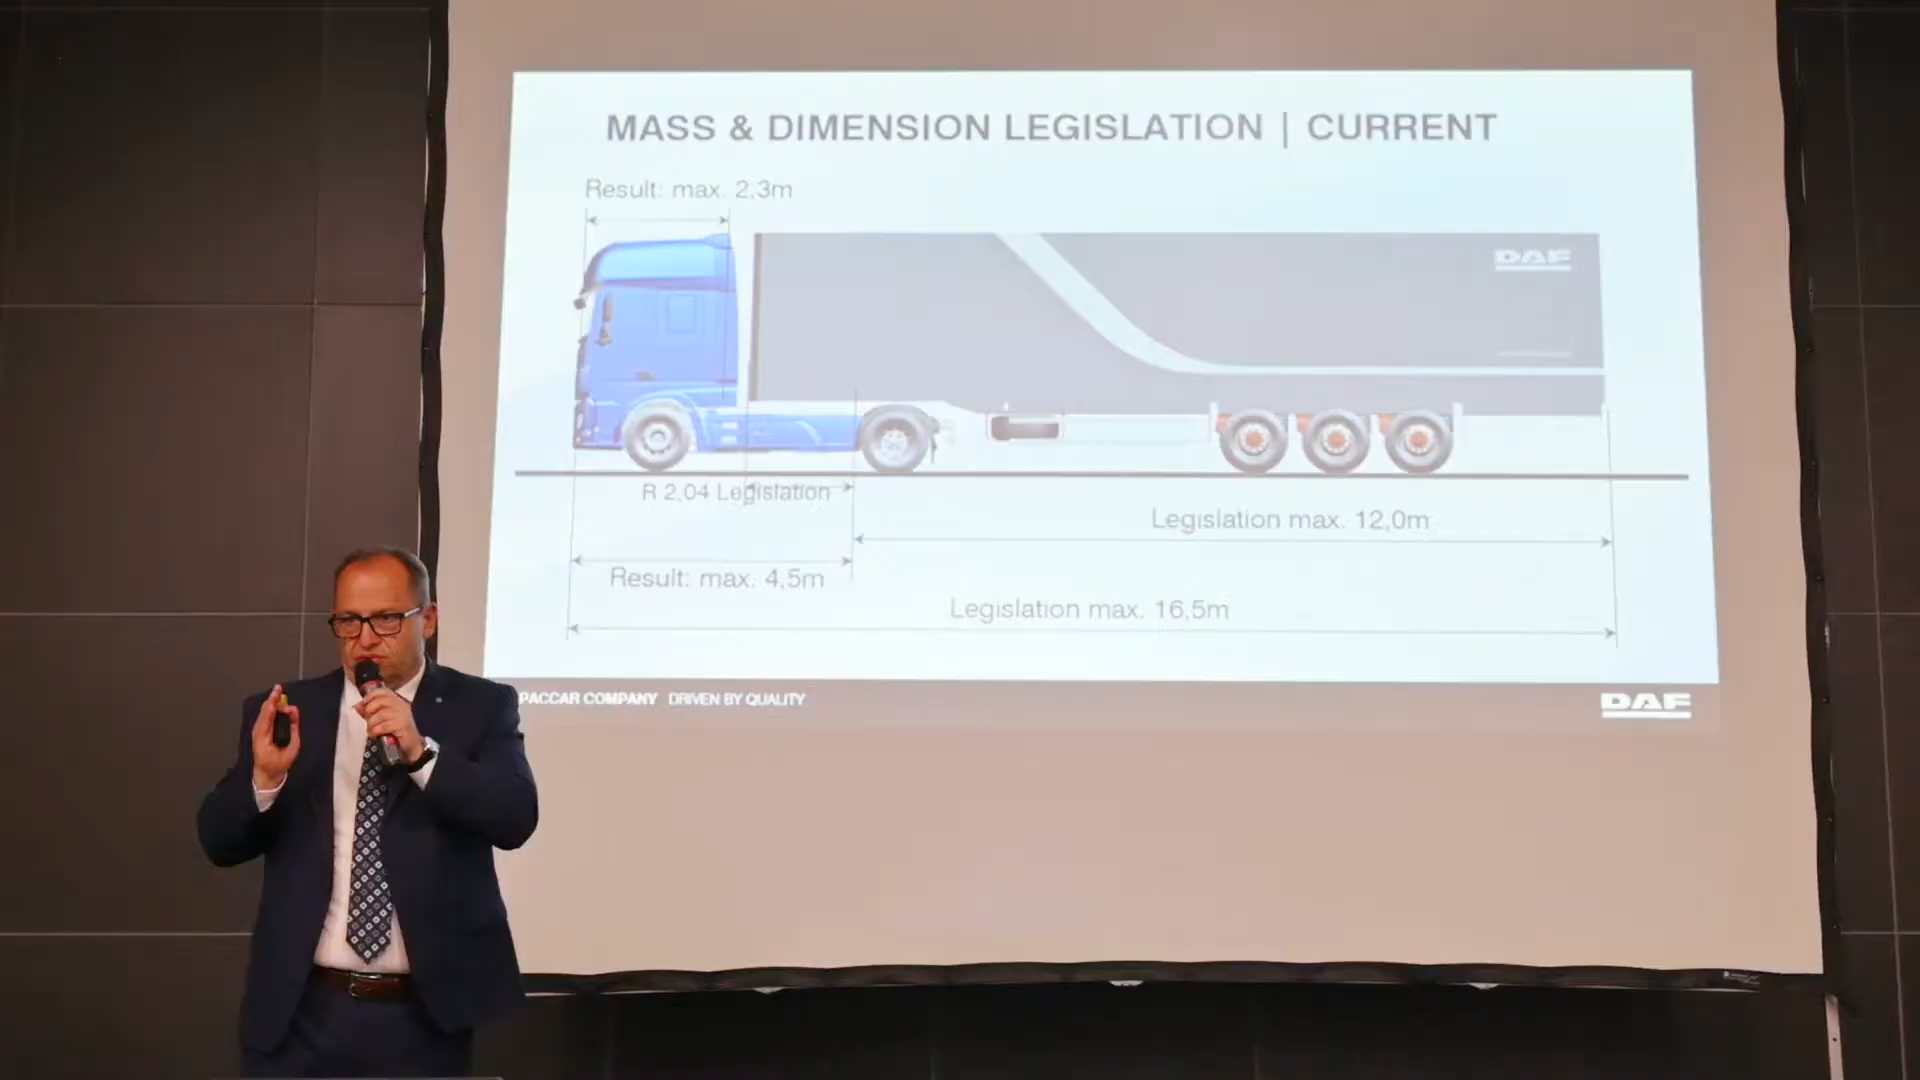 MASS & DIMENSION LEGISLATION | CURRENT
Result: max. 2,3m
DAF
R 2,04 Legislation
Legislation max. 12,0m
Result: max. 4,5m
Legislation max. 16,5m
PACCAR COMPANY DRIVEN BY QUALITY
DAF